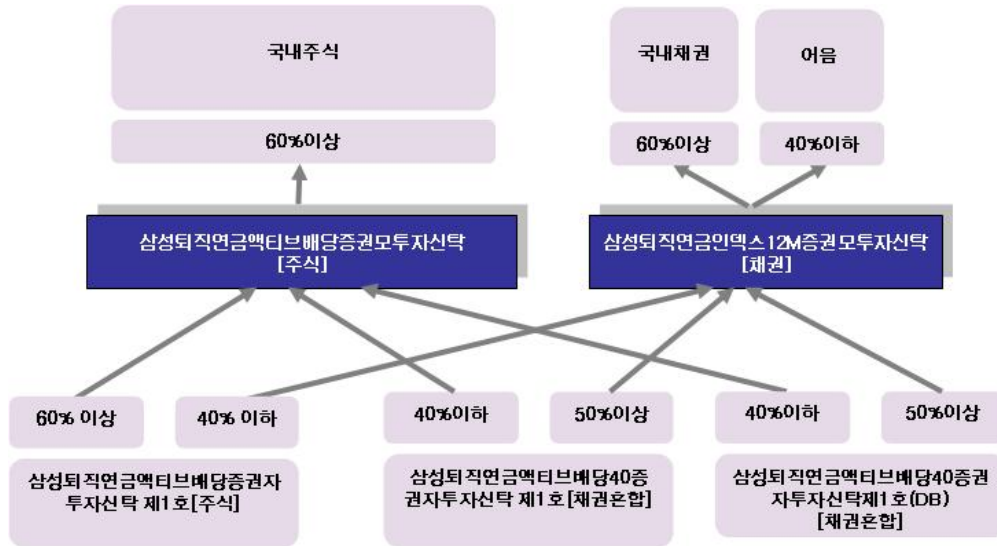 국내주식
국내채권
어음
60%이상
60%이상
40%이하
삼성퇴직연금액티브배당증권모투자신탁
[주식]
삼성퇴직연금인덱스12M증권모투자신탁
[채권]
60% 이상
40% 이하
40%이하
50%이상
40%이하
50%이상
삼성퇴직연금액티브배당증권자
투자신탁 제1호[주식]
삼성퇴직연금액티브배당40증
권자투자신탁 제1호[채권혼합]
삼성퇴직연금액티브배당40증권
자투자신탁제1호(DB)
[채권혼합]